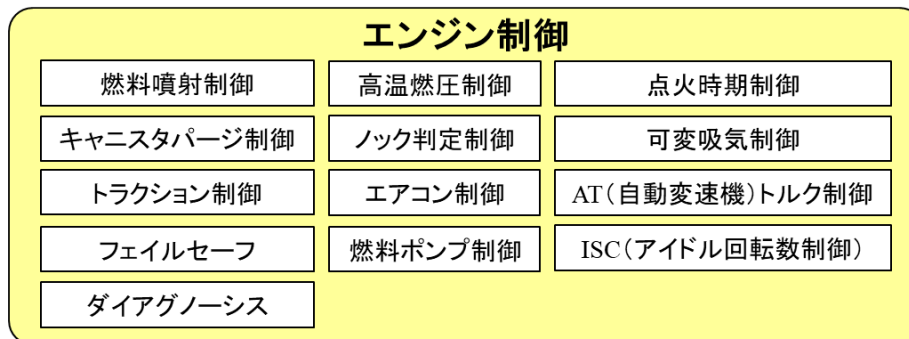 エンジン制御
燃料噴射制御
高温燃圧制御
点火時期制御
キャニスタパージ制御
ノック判定制御
可変吸気制御
トラクション制御
エアコン制御
AT(自動変速機)トルク制御
フェイルセーフ
燃料ポンプ制御
ISC(アイドル回転数制御)
ダイアグノーシス